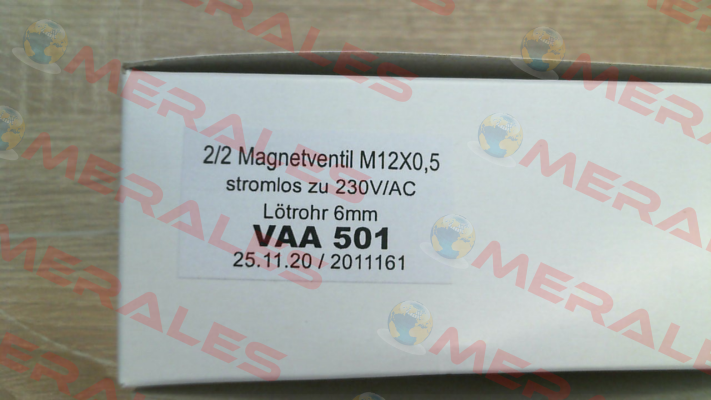 2/2 Magnetventil M12X0,5
stromlos zu 230V/AC
Lötrohr 6mm
VAA 501
25.11.20 / 2011161
MERALES
MERALES
MERALES
MERALES
MERALES